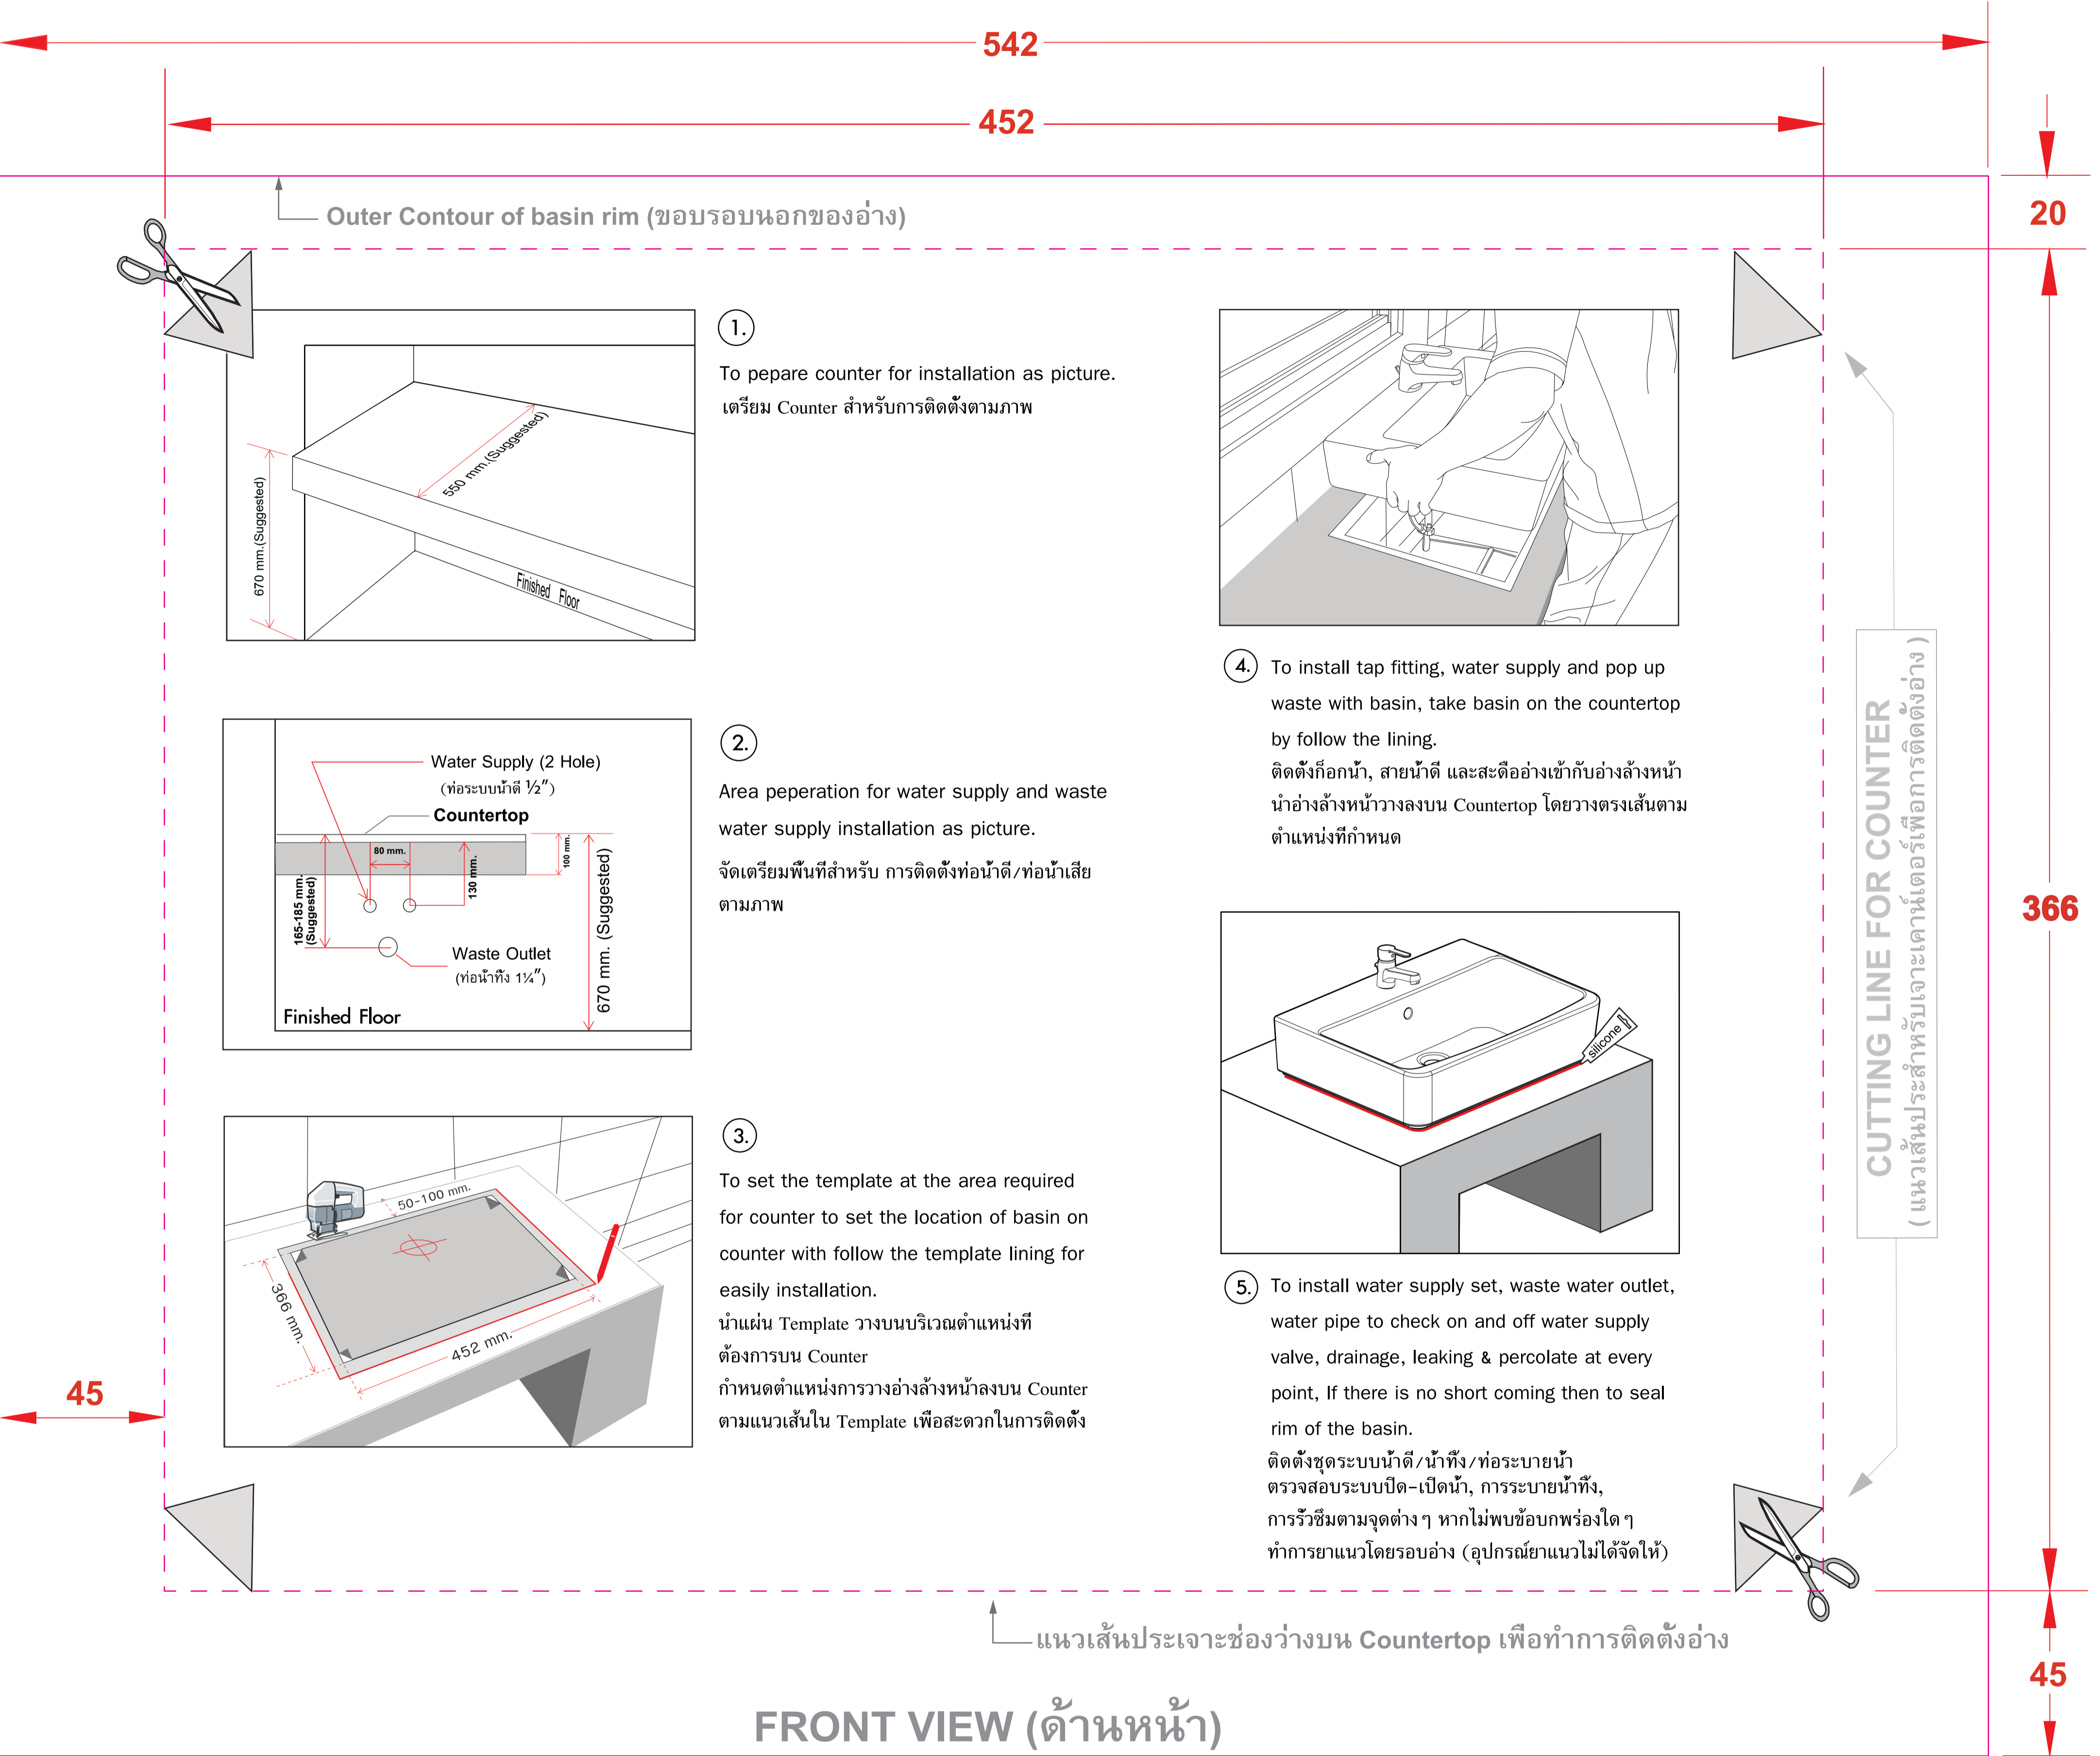 542
452
20
Outer Contour of basin rim (ขอบรอบนอกของอ่าง)
1.
To pepare counter for installation as picture.
เตรียม Counter สำหรับการติดตั้งตามภาพ
550 mm.(Suggested)
670 mm.(Suggested)
Finished Floor
2.
Area peperation for water supply and waste
water supply installation as picture.
จัดเตรียมพื้นที่สำหรับ การติดตั้งท่อน้ำดี/ท่อน้ำเสีย
ตามภาพ
Water Supply (2 Hole)
(ท่อระบบน้ำดี ½")
Countertop
80 mm.
130 mm.
100 mm.
165-185 mm.
(Suggested)
670 mm. (Suggested)
Waste Outlet
(ท่อน้ำทิ้ง 1¼")
Finished Floor
3.
To set the template at the area required
for counter to set the location of basin on
counter with follow the template lining for
easily installation.
นำแผ่น Template วางบนบริเวณตำแหน่งที่
ต้องการบน Counter
กำหนดตำแหน่งการวางอ่างล้างหน้าลงบน Counter
ตามแนวเส้นใน Template เพื่อสะดวกในการติดตั้ง
50-100 mm.
366 mm.
452 mm.
4.
To install tap fitting, water supply and pop up
waste with basin, take basin on the countertop
by follow the lining.
ติดตั้งก็อกน้ำ, สายน้ำดี และสะดืออ่างเข้ากับอ่างล้างหน้า
นำอ่างล้างหน้าวางลงบน Countertop โดยวางตรงเส้นตาม
ตำแหน่งที่กำหนด
silicone
5.
To install water supply set, waste water outlet,
water pipe to check on and off water supply
valve, drainage, leaking & percolate at every
point, If there is no short coming then to seal
rim of the basin.
ติดตั้งชุดระบบน้ำดี/น้ำทิ้ง/ท่อระบายน้ำ
ตรวจสอบระบบปิด-เปิดน้ำ, การระบายน้ำทิ้ง,
การรั่วซึมตามจุดต่าง ๆ หากไม่พบข้อบกพร่องใด ๆ
ทำการยาแนวโดยรอบอ่าง (อุปกรณ์ยาแนวไม่ได้จัดให้)
CUTTING LINE FOR COUNTER
( แนวเส้นประสำหรับเจาะเคาน์เตอร์เพื่อการติดตั้งอ่าง )
366
45
45
แนวเส้นประเจาะช่องว่างบน Countertop เพื่อทำการติดตั้งอ่าง
FRONT VIEW (ด้านหน้า)